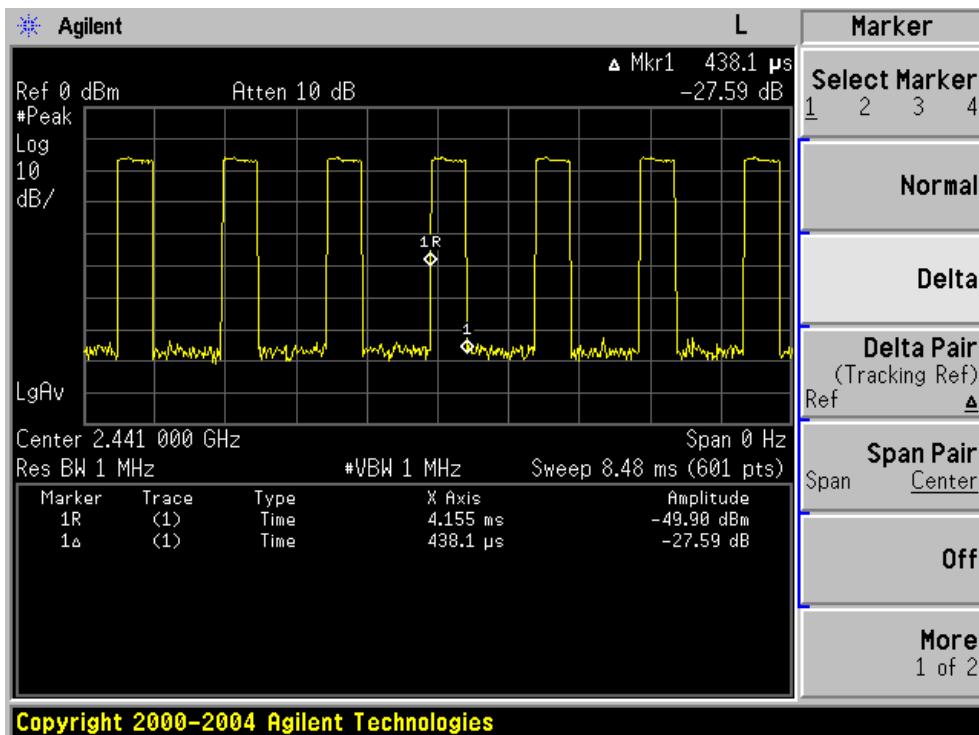 Agilent L Marker
Δ Mkr1 438.1 µs
Ref 0 dBm Atten 10 dB -27.59 dB
#Peak
Log
10
dB/
1R
1
LgAv
Center 2.441 000 GHz Span 0 Hz
Res BW 1 MHz #VBW 1 MHz Sweep 8.48 ms (601 pts)
Marker Trace Type X Axis Amplitude
1R (1) Time 4.155 ms -49.90 dBm
1Δ (1) Time 438.1 µs -27.59 dB
Select Marker
1 2 3 4
Normal
Delta
Delta Pair
(Tracking Ref)
Ref Δ
Span Pair
Span Center
Off
More
1 of 2
Copyright 2000-2004 Agilent Technologies